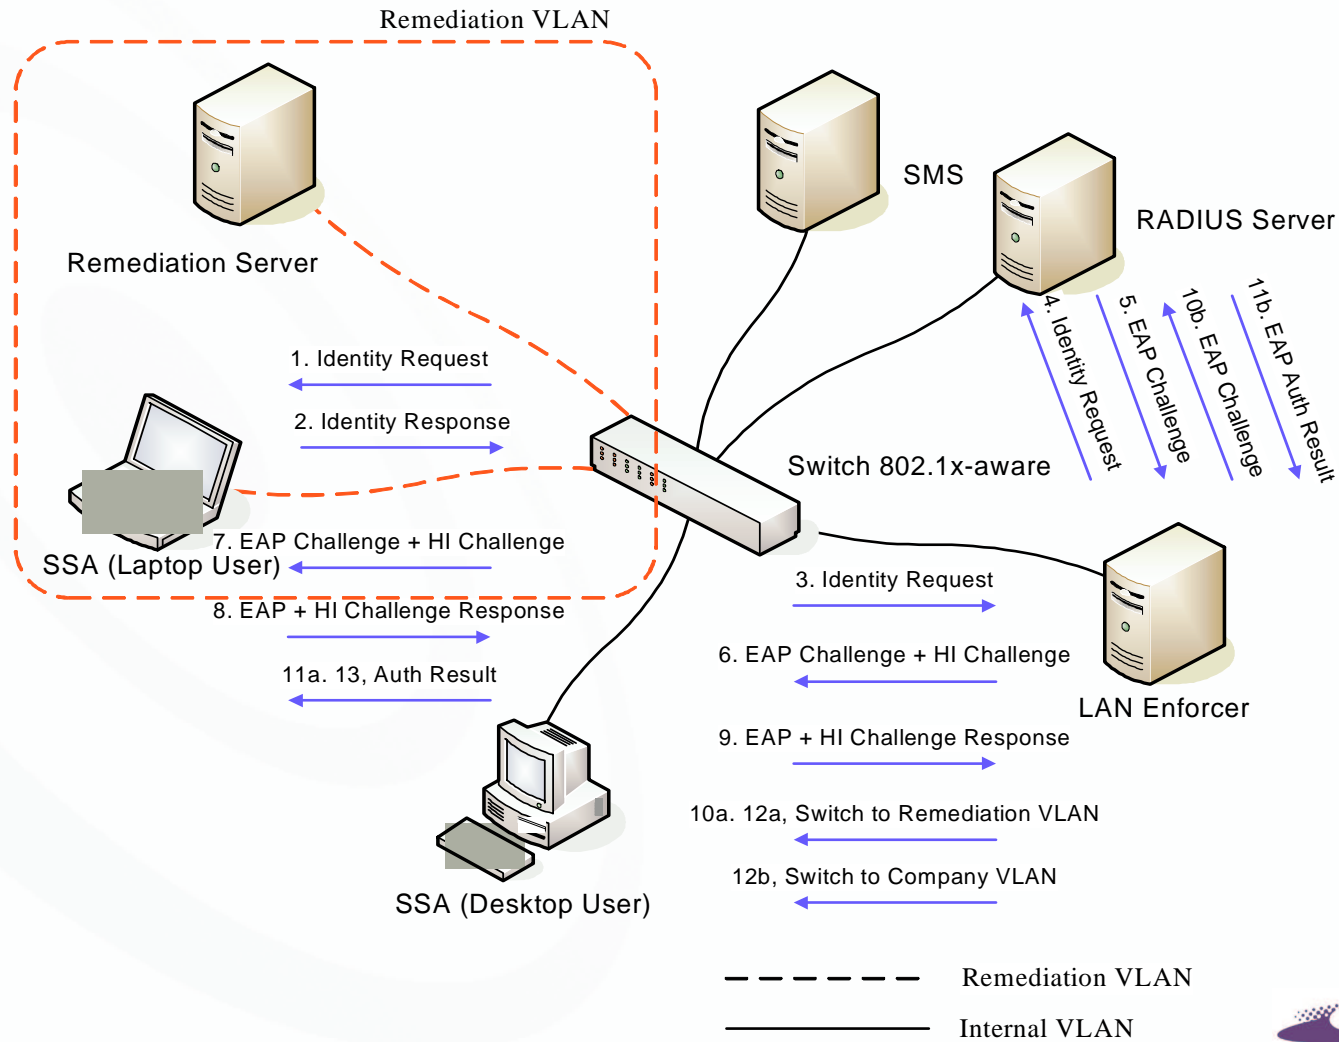 Remediation VLAN
SMS
RADIUS Server
Remediation Server
4. Identity Request
5. EAP Challenge
10b. EAP Challenge
11b. EAP Auth Result
1. Identity Request
2. Identity Response
Switch 802.1x-aware
7. EAP Challenge + HI Challenge
SSA (Laptop User)
3. Identity Request
8. EAP + HI Challenge Response
6. EAP Challenge + HI Challenge
11a. 13, Auth Result
LAN Enforcer
9. EAP + HI Challenge Response
10a. 12a, Switch to Remediation VLAN
12b, Switch to Company VLAN
SSA (Desktop User)
Remediation VLAN
Internal VLAN